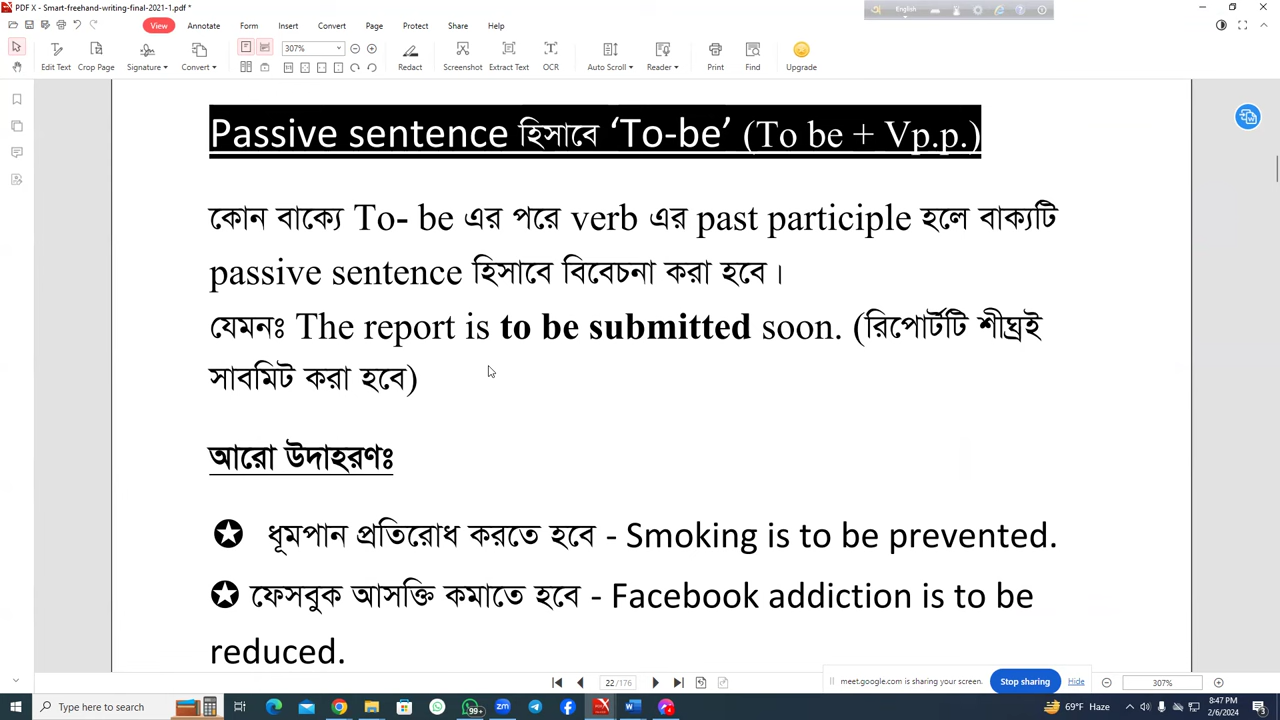 PDF X - Smart-freehand-writing-final-2021-1.pdf *
English
View Annotate Form Insert Convert Page Protect Share Help
307%
Edit Text Crop Page Signature Convert Redact Screenshot Extract Text OCR Auto Scroll Reader Print Find Upgrade
Passive sentence হিসাবে ‘To-be’ (To be + Vp.p.)
কোন বাক্যে To- be এর পরে verb এর past participle হলে বাক্যটি
passive sentence হিসাবে বিবেচনা করা হবে।
যেমনঃ The report is to be submitted soon. (রিপোর্টটি শীঘ্রই
সাবমিট করা হবে)
আরো উদাহরণঃ
ধূমপান প্রতিরোধ করতে হবে - Smoking is to be prevented.
ফেসবুক আসক্তি কমাতে হবে - Facebook addiction is to be
reduced.
22 /176
meet.google.com is sharing your screen. Stop sharing Hide
307%
Type here to search
99+
69°F Haze
8:47 PM
2/6/2024